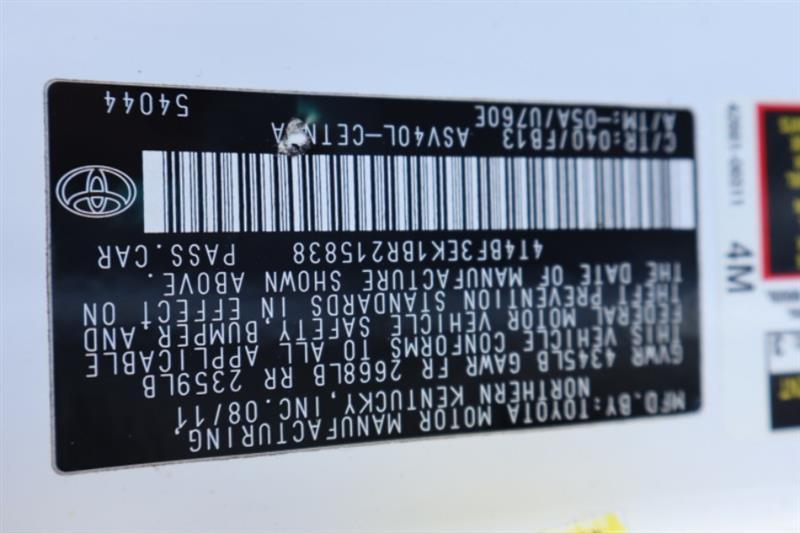 MFD.BY:TOYOTA MOTOR MANUFACTURING,
NORTHERN KENTUCKY, INC. 08/11
GVWR 4345LB GAWR FR 2668LB RR 2359LB
THIS VEHICLE CONFORMS TO ALL APPLICABLE
FEDERAL MOTOR VEHICLE SAFETY, BUMPER, AND
THEFT PREVENTION STANDARDS IN EFFECT ON
THE DATE OF MANUFACTURE SHOWN ABOVE.
4T4BF3EK1BR215838 PASS.CAR
C/TR:040/FB13 ASV40L-CETN A
A/TM:-05A/U760E 54044
4M